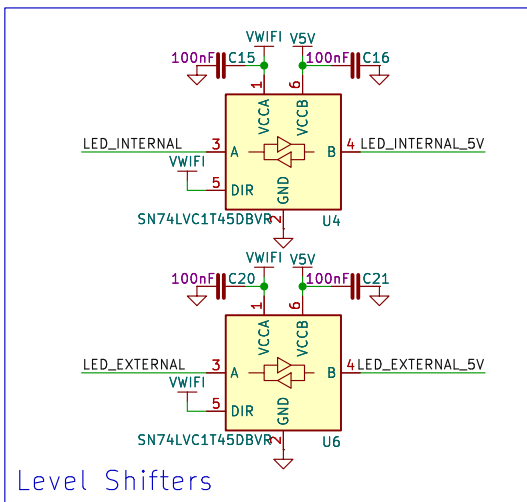 VWIFI V5V
100nF C15 100nF C16
1 6
VCCA VCCB
LED_INTERNAL 3 A B 4 LED_INTERNAL_5V
VWIFI
5 DIR GND
SN74LVC1T45DBVR 2 U4
VWIFI V5V
100nF C20 100nF C21
1 6
VCCA VCCB
LED_EXTERNAL 3 A B 4 LED_EXTERNAL_5V
VWIFI
5 DIR GND
SN74LVC1T45DBVR 2 U6
Level Shifters